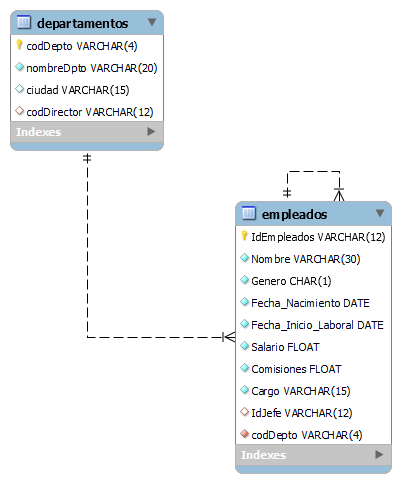 departamentos
codDepto VARCHAR(4)
nombreDpto VARCHAR(20)
ciudad VARCHAR(15)
codDirector VARCHAR(12)
Indexes
empleados
IdEmpleados VARCHAR(12)
Nombre VARCHAR(30)
Genero CHAR(1)
Fecha_Nacimiento DATE
Fecha_Inicio_Laboral DATE
Salario FLOAT
Comisiones FLOAT
Cargo VARCHAR(15)
IdJefe VARCHAR(12)
codDepto VARCHAR(4)
Indexes